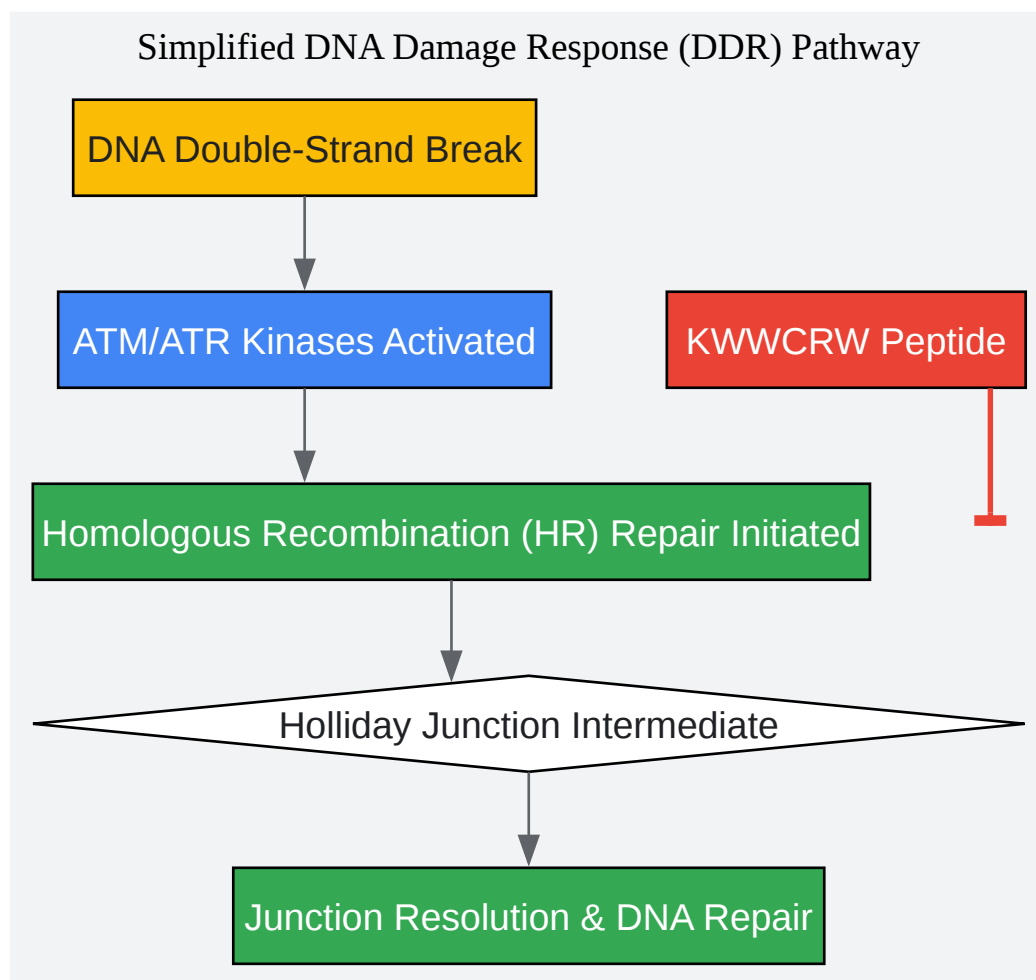 Simplified DNA Damage Response (DDR) Pathway
DNA Double-Strand Break
ATM/ATR Kinases Activated
KWWCRW Peptide
Homologous Recombination (HR) Repair Initiated
Holliday Junction Intermediate
Junction Resolution & DNA Repair